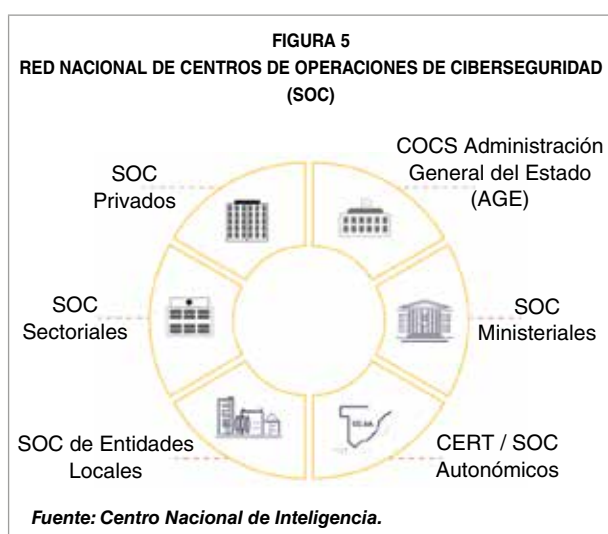 FIGURA 5
RED NACIONAL DE CENTROS DE OPERACIONES DE CIBERSEGURIDAD
(SOC)
COCS Administración
General del Estado
(AGE)
SOC
Privados
SOC
Sectoriales
SOC
Ministeriales
SOC de Entidades
Locales
CERT / SOC
Autonómicos
Fuente: Centro Nacional de Inteligencia.